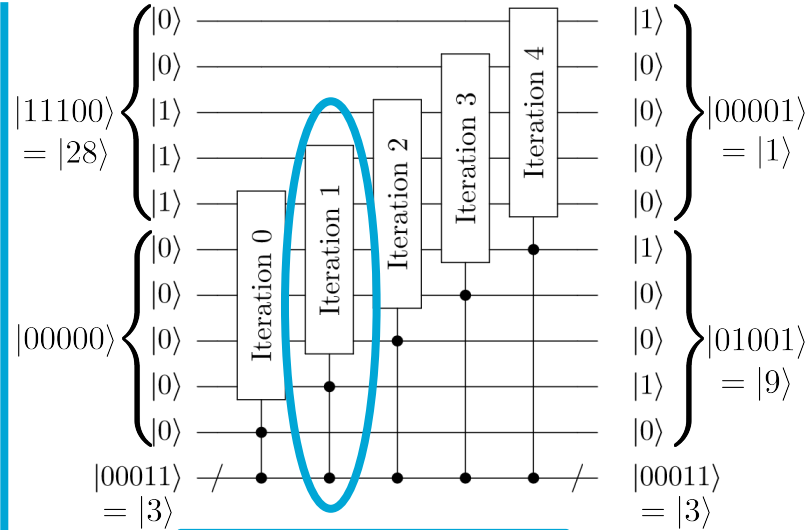 |0⟩ |1⟩
|0⟩ |0⟩
|11100⟩ |1⟩ |0⟩ |00001⟩
= |28⟩ |1⟩ |0⟩ = |1⟩
|1⟩ |0⟩
|0⟩ |1⟩
|0⟩ |0⟩
|00000⟩ |0⟩ |0⟩ |01001⟩
|0⟩ |1⟩ = |9⟩
|0⟩ |0⟩
|00011⟩ |00011⟩
= |3⟩ = |3⟩
Iteration 0
Iteration 1
Iteration 2
Iteration 3
Iteration 4